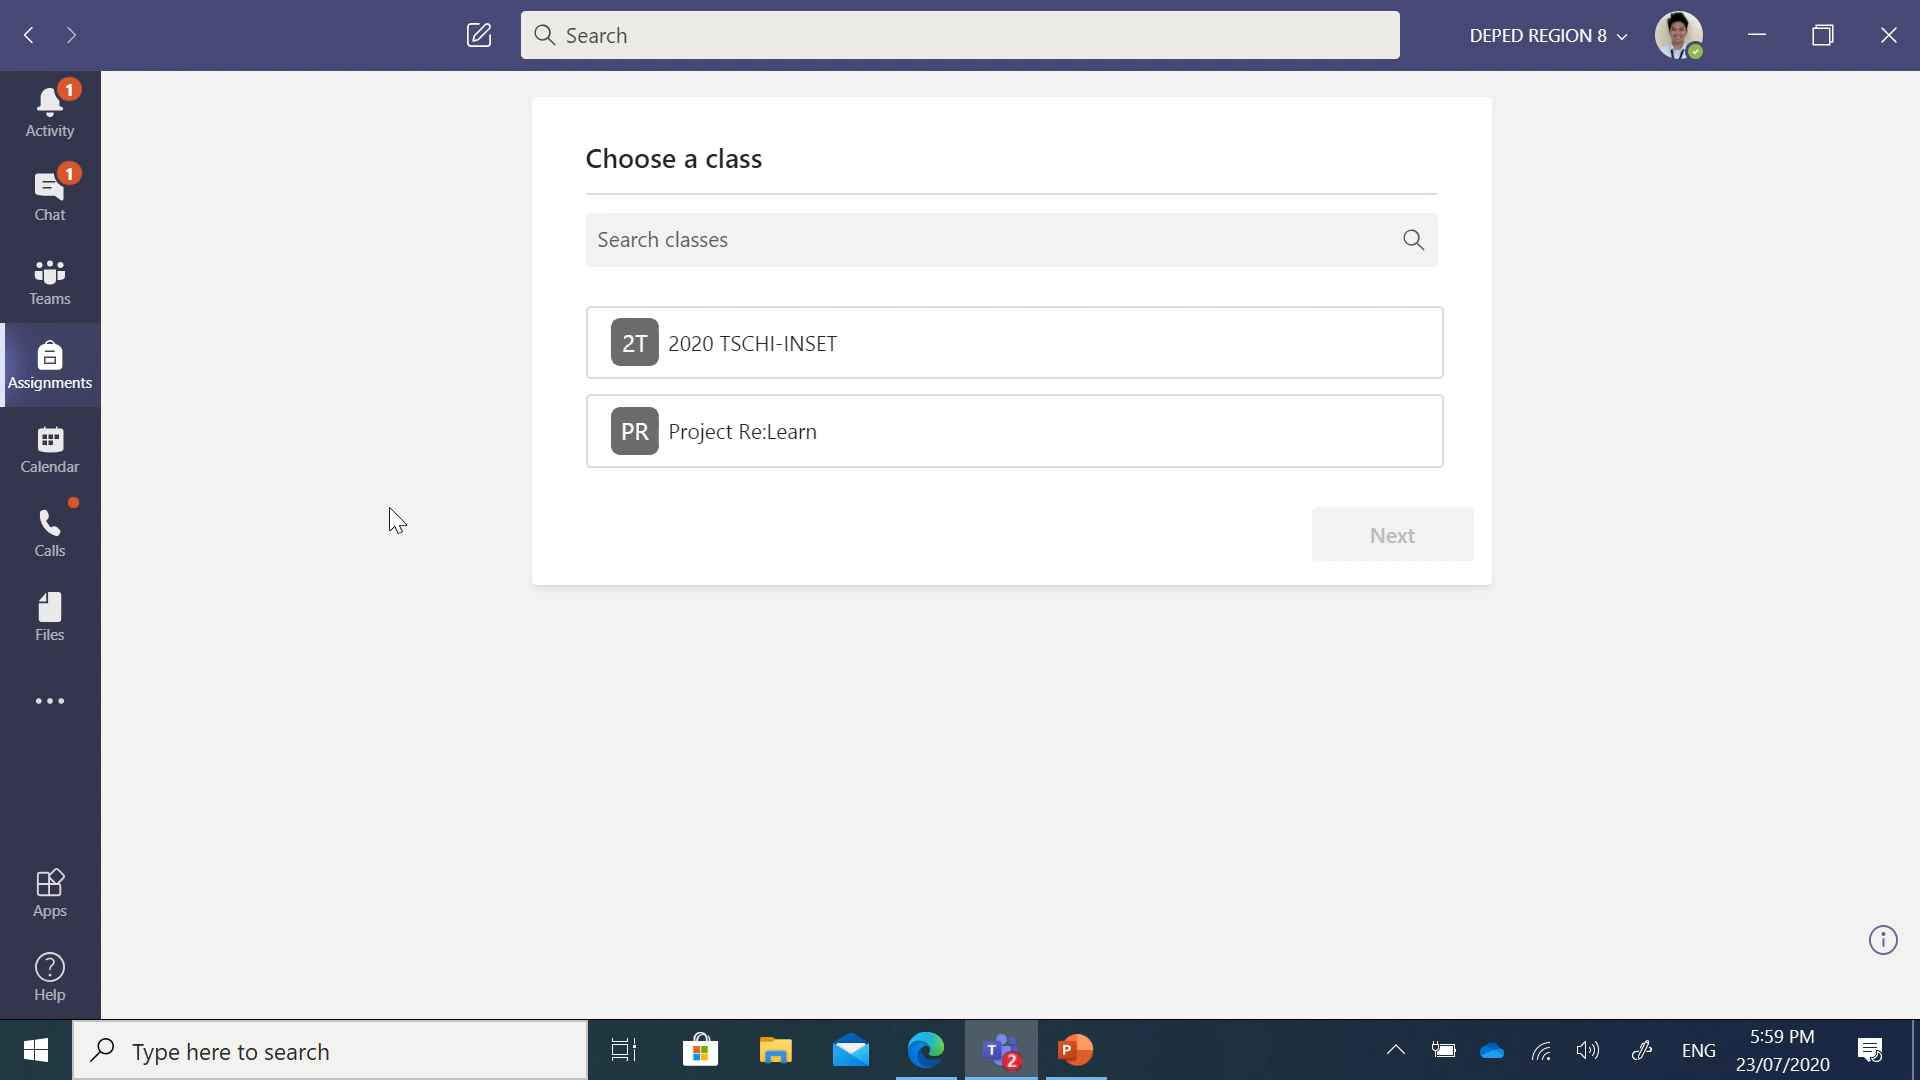 Search
DEPED REGION 8
1
Activity
1
Chat
Teams
Assignments
Calendar
Calls
Files
Apps
Help
Choose a class
Search classes
2T 2020 TSCHI-INSET
PR Project Re:Learn
Next
Type here to search
T 2
P
ENG
5:59 PM
23/07/2020